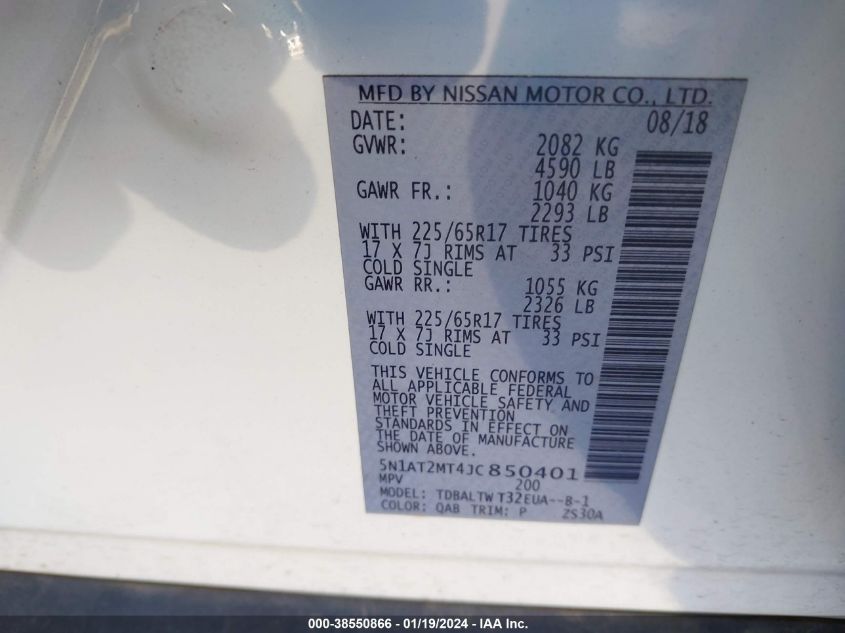 MFD BY NISSAN MOTOR CO., LTD.
DATE: 08/18
GVWR: 2082 KG
4590 LB
GAWR FR.: 1040 KG
2293 LB
WITH 225/65R17 TIRES
17 X 7J RIMS AT 33 PSI
COLD SINGLE
GAWR RR.: 1055 KG
2326 LB
WITH 225/65R17 TIRES
17 X 7J RIMS AT 33 PSI
COLD SINGLE
THIS VEHICLE CONFORMS TO
ALL APPLICABLE FEDERAL
MOTOR VEHICLE SAFETY AND
THEFT PREVENTION
STANDARDS IN EFFECT ON
THE DATE OF MANUFACTURE
SHOWN ABOVE.
5N1AT2MT4JC850401
MPV 200
MODEL: TDBALTW T32EUA--B-1
COLOR: QAB TRIM: P ZS30A
000-38550866 - 01/19/2024 - IAA Inc.